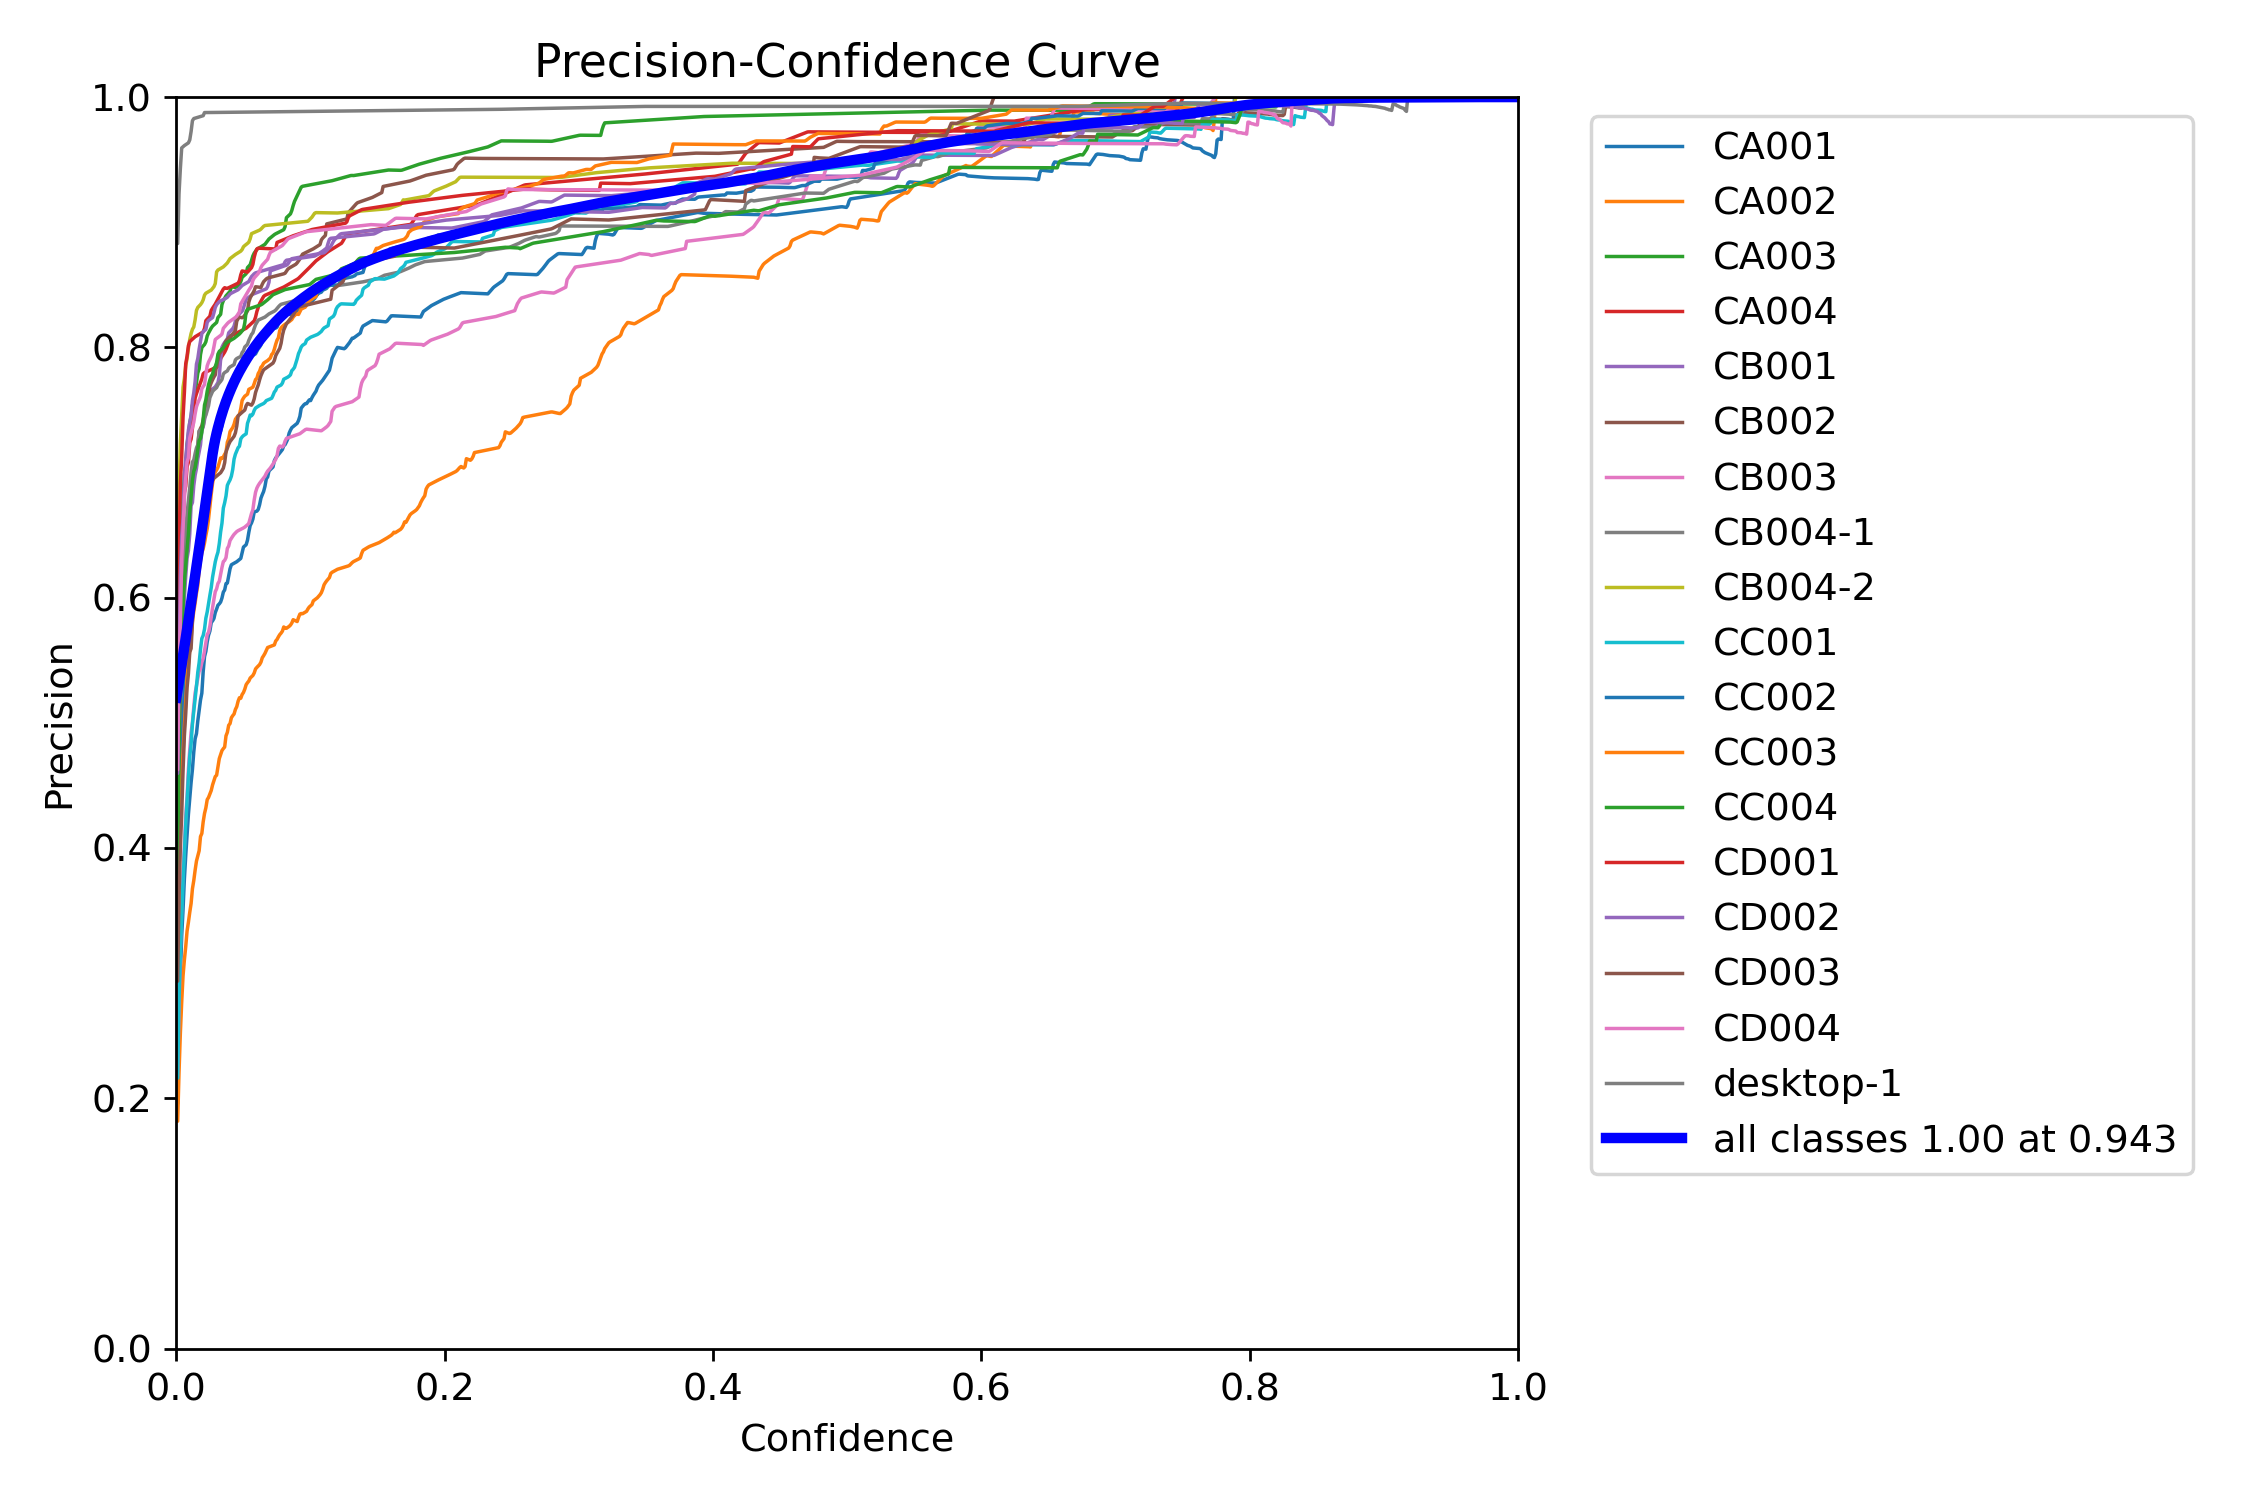 Precision-Confidence Curve
1.0
0.8
0.6
0.4
0.2
0.0
Precision
0.0 0.2 0.4 0.6 0.8 1.0
Confidence
CA001
CA002
CA003
CA004
CB001
CB002
CB003
CB004-1
CB004-2
CC001
CC002
CC003
CC004
CD001
CD002
CD003
CD004
desktop-1
all classes 1.00 at 0.943